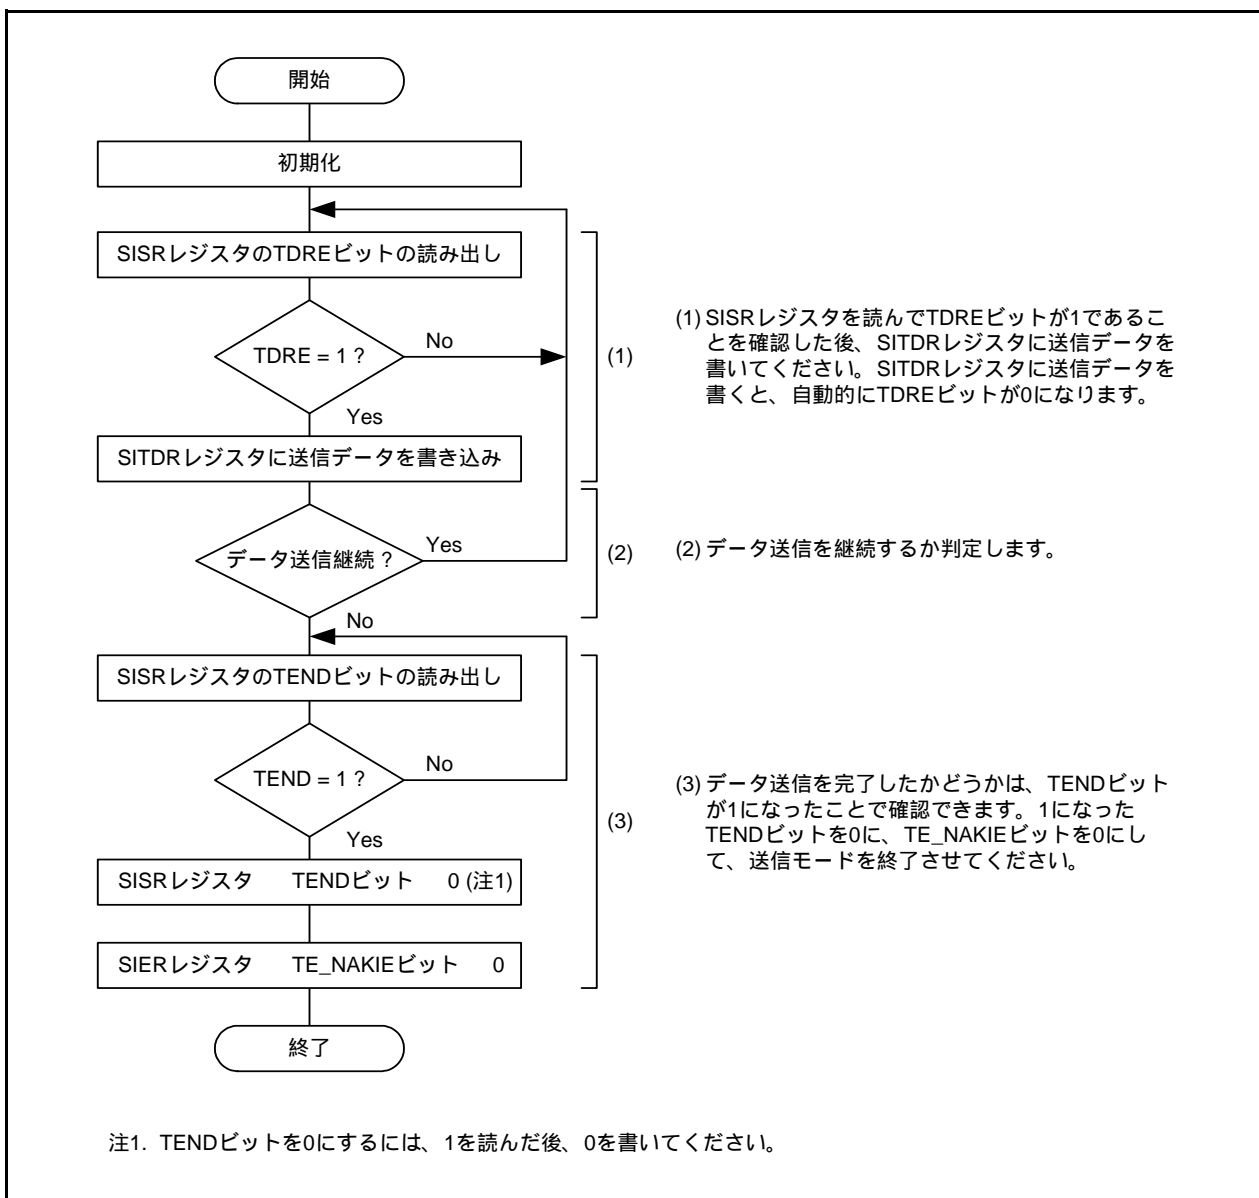 開始
初期化
SISRレジスタのTDREビットの読み出し
TDRE = 1 ?
No
Yes
SITDRレジスタに送信データを書き込み
(1)
(1) SISRレジスタを読んでTDREビットが1であるこ
とを確認した後、SITDRレジスタに送信データを
書いてください。SITDRレジスタに送信データを
書くと、自動的にTDREビットが0になります。
データ送信継続 ?
Yes
No
(2)
(2) データ送信を継続するか判定します。
SISRレジスタのTENDビットの読み出し
TEND = 1 ?
No
Yes
SISRレジスタ TENDビット 0 (注1)
SIERレジスタ TE_NAKIEビット 0
(3)
(3) データ送信を完了したかどうかは、TENDビット
が1になったことで確認できます。1になった
TENDビットを0に、TE_NAKIEビットを0にし
て、送信モードを終了させてください。
終了
注1. TENDビットを0にするには、1を読んだ後、0を書いてください。